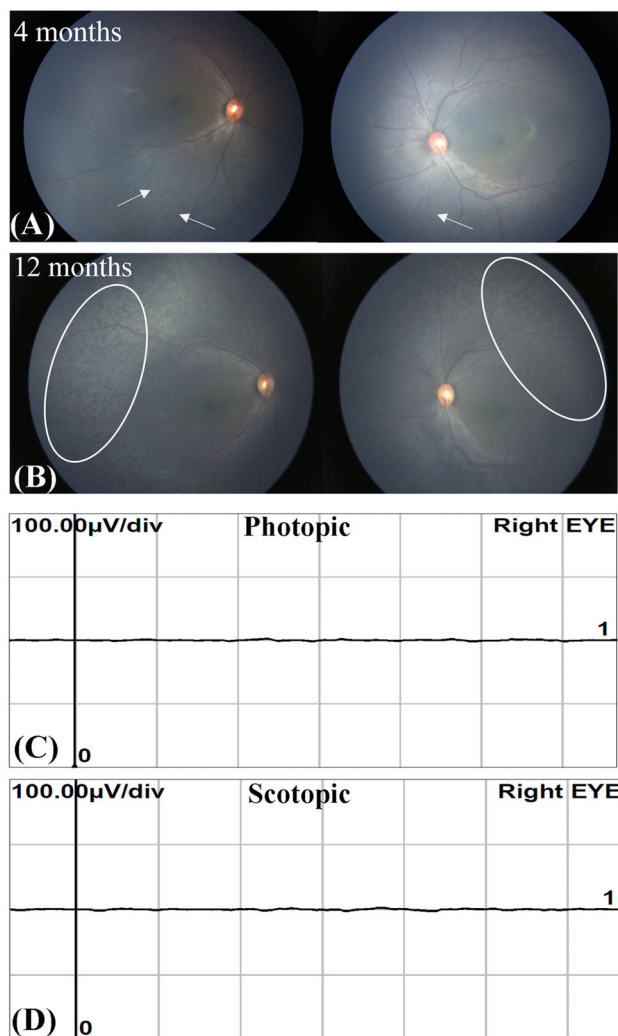 4 months
(A)
12 months
(B)
100.00µV/div Photopic Right EYE
1
(C) 0
100.00µV/div Scotopic Right EYE
1
(D) 0